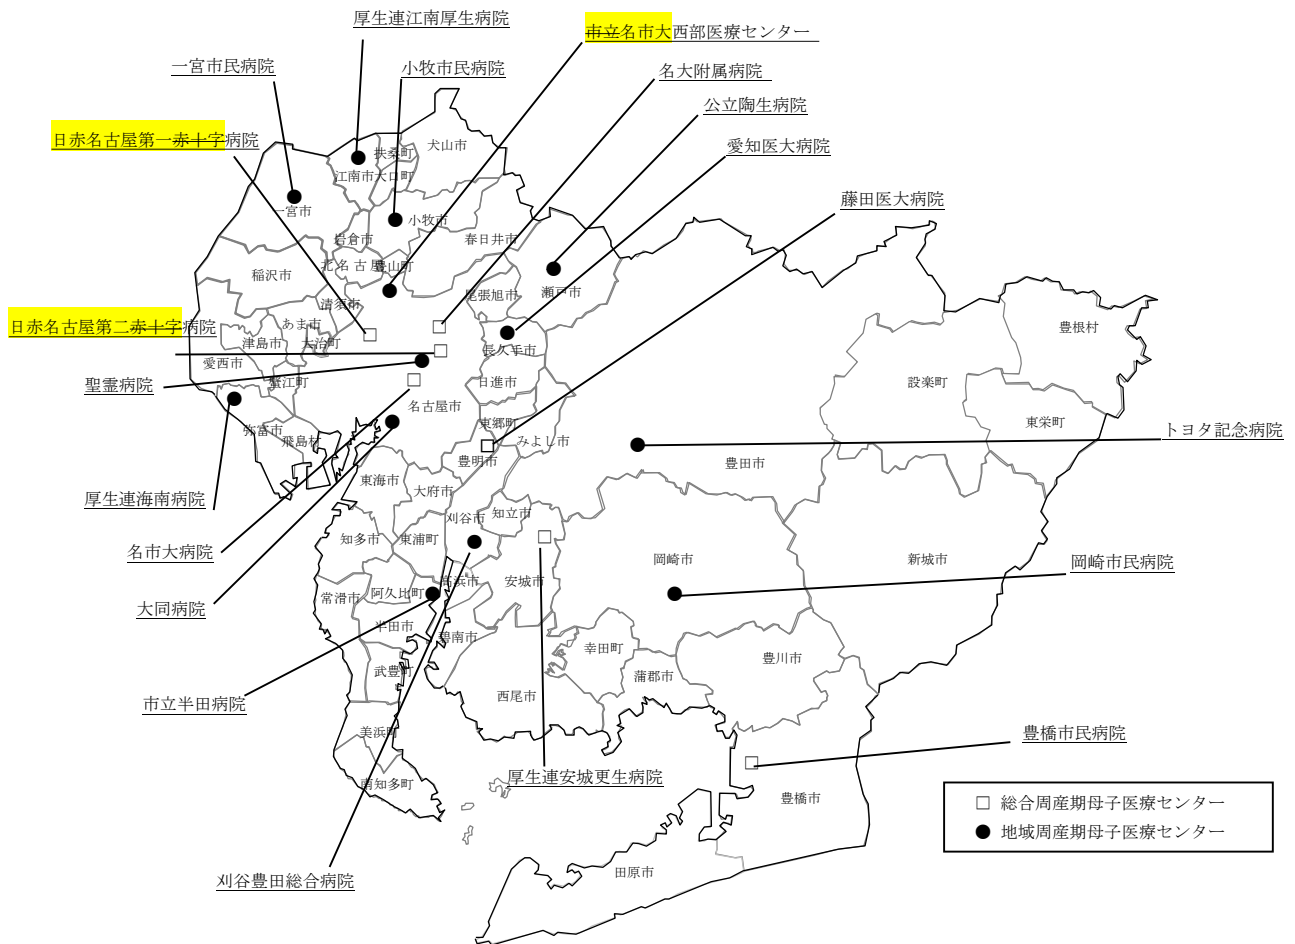 厚生連江南厚生病院
市立名市大西部医療センター
一宮市民病院
小牧市民病院
名大附属病院
公立陶生病院
日赤名古屋第一赤十字病院
愛知医大病院
藤田医大病院
犬山市
扶桑町
江南市
大口町
一宮市
小牧市
岩倉市
春日井市
北名古屋
豊山町
稲沢市
瀬戸市
尾張旭市
清須市
あま市
日赤名古屋第二赤十字病院
豊根村
津島市
大治町
長久手市
愛西市
聖霊病院
蟹江町
日進市
設楽町
名古屋市
東栄町
東郷町
弥富市
飛島村
みよし市
トヨタ記念病院
豊明市
豊田市
東海市
大府市
厚生連海南病院
知立市
刈谷市
知多市
東浦町
名市大病院
岡崎市
新城市
岡崎市民病院
高浜市
安城市
阿久比町
常滑市
大同病院
半田市
碧南市
幸田町
豊川市
武豊町
蒲郡市
西尾市
市立半田病院
美浜町
豊橋市民病院
南知多町
厚生連安城更生病院
豊橋市
□ 総合周産期母子医療センター
● 地域周産期母子医療センター
田原市
刈谷豊田総合病院